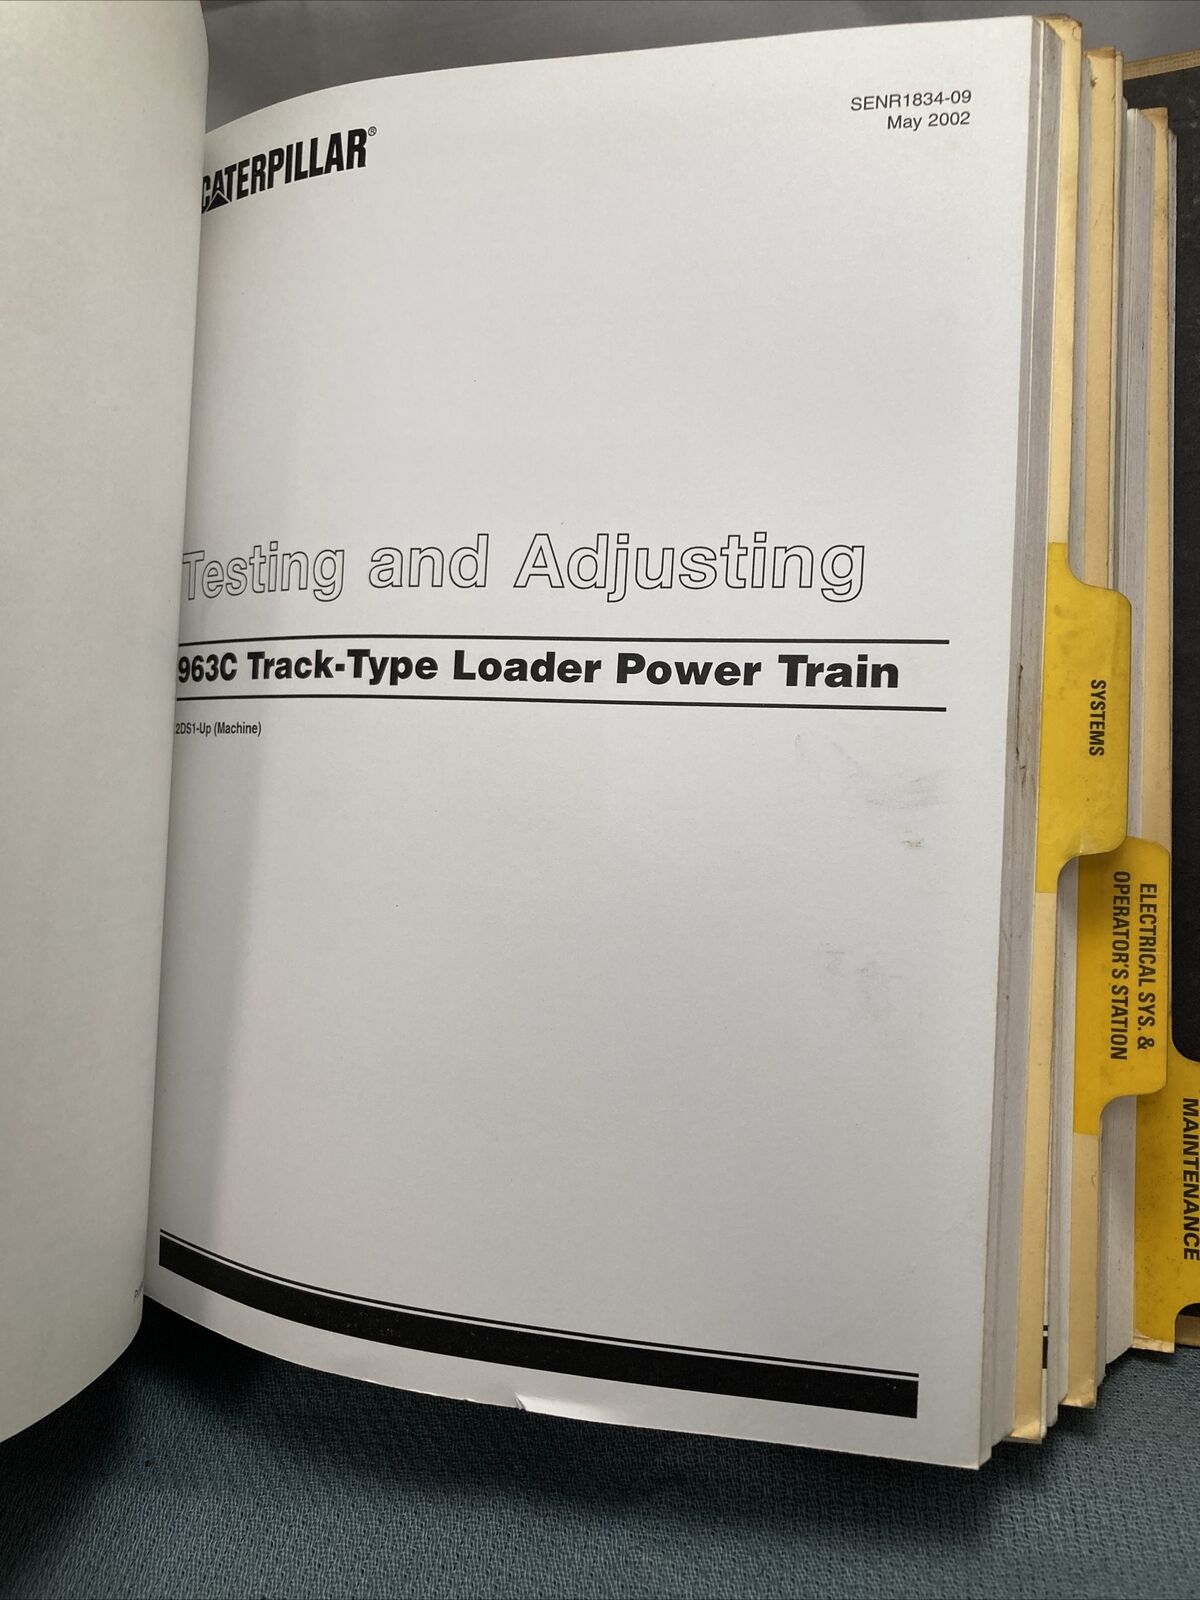 SENR1834-09
May 2002
CATERPILLAR®
Testing and Adjusting
963C Track-Type Loader Power Train
2DS1-Up (Machine)
SYSTEMS
ELECTRICAL SYS. &
OPERATOR'S STATION
MAINTENANCE